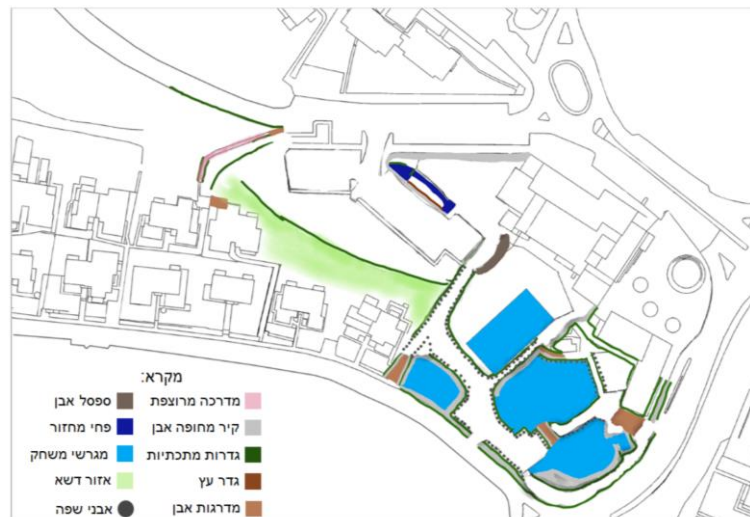 מקרא:
מדרכה מרוצפת ספסל אבן
קיר מחופה אבן פחי מחזור
גדרות מתכתיות מגרשי משחק
גדר עץ אזור דשא
מדרגות אבן אבני שפה